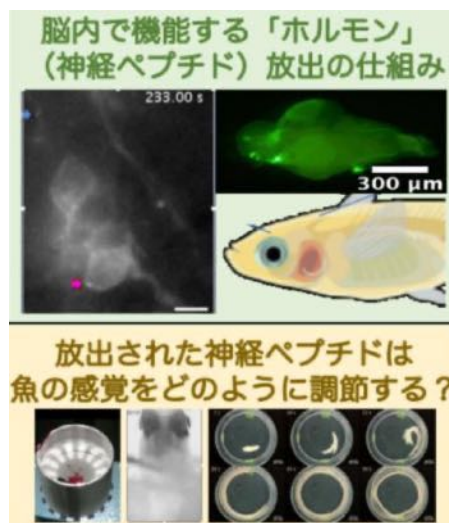 脳内で機能する「ホルモン」
（神経ペプチド）放出の仕組み
233.00 s
300 μm
放出された神経ペプチドは
魚の感覚をどのように調節する？